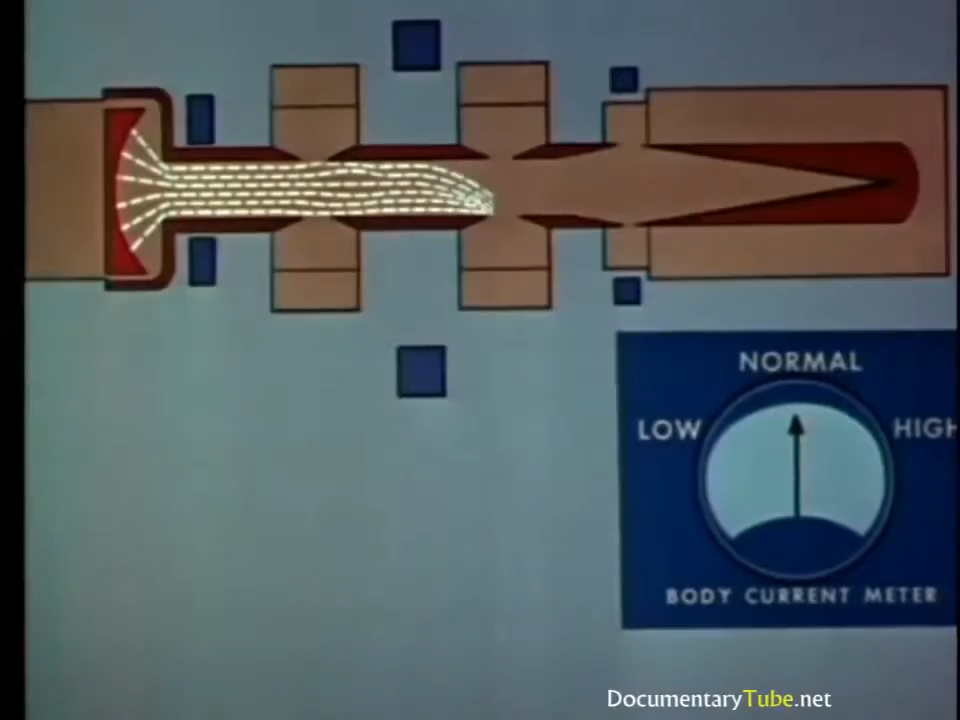 NORMAL
LOW
HIGH
BODY CURRENT METER
DocumentaryTube.net